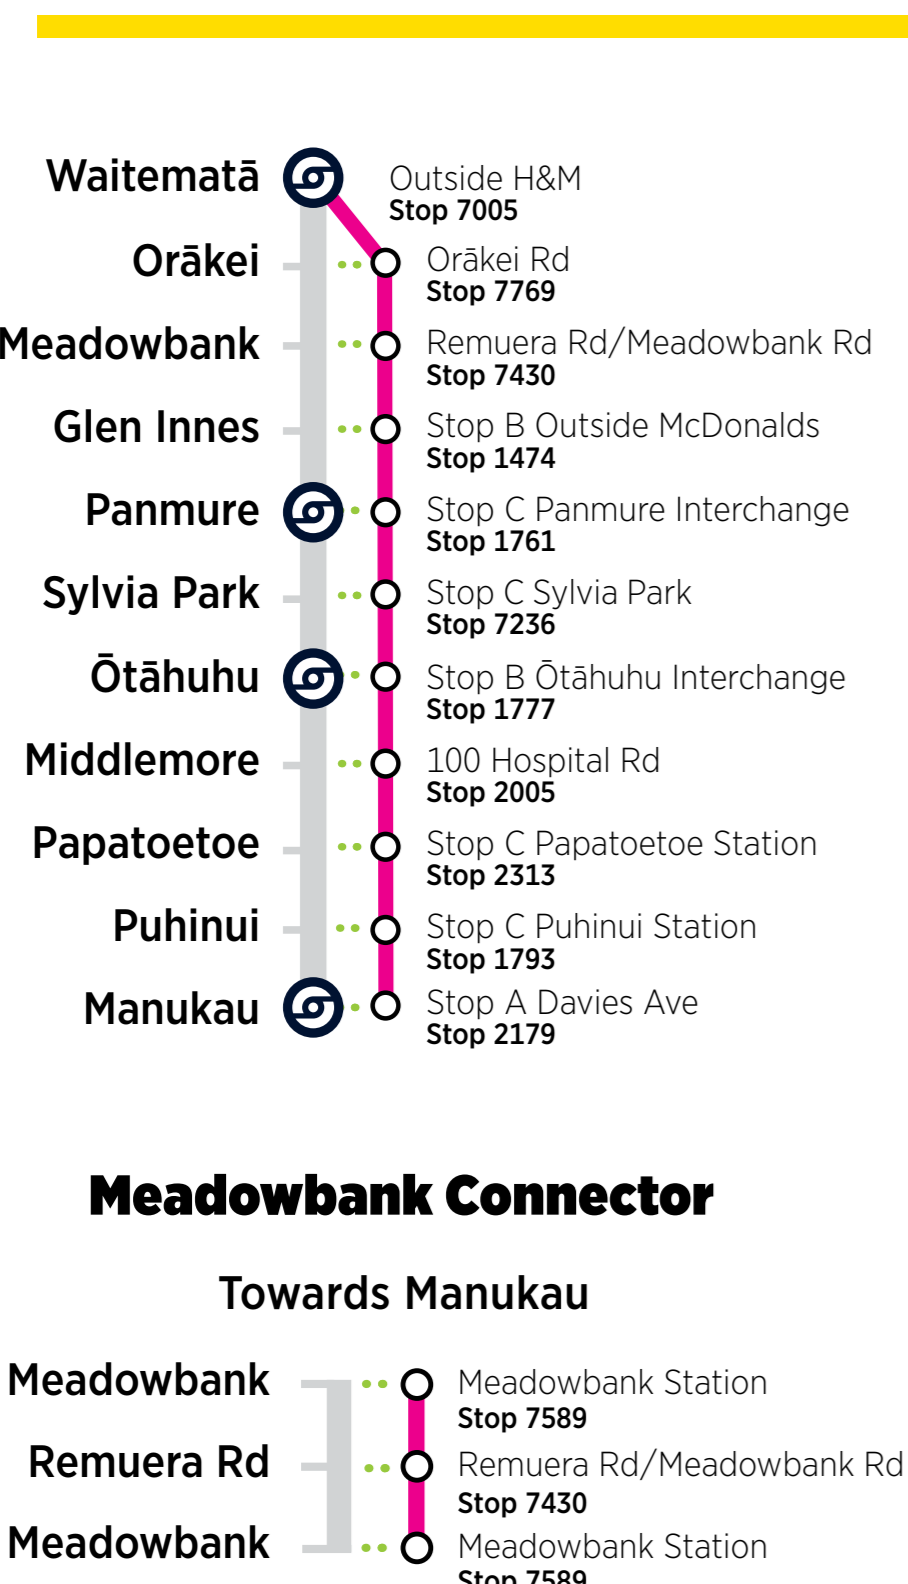 Waitematā
Outside H&M
Stop 7005
Orākei
Orākei Rd
Stop 7769
Meadowbank
Remuera Rd/Meadowbank Rd
Stop 7430
Glen Innes
Stop B Outside McDonalds
Stop 1474
Panmure
Stop C Panmure Interchange
Stop 1761
Sylvia Park
Stop C Sylvia Park
Stop 7236
Ōtāhuhu
Stop B Ōtāhuhu Interchange
Stop 1777
Middlemore
100 Hospital Rd
Stop 2005
Papatoetoe
Stop C Papatoetoe Station
Stop 2313
Puhinui
Stop C Puhinui Station
Stop 1793
Manukau
Stop A Davies Ave
Stop 2179
Meadowbank Connector
Towards Manukau
Meadowbank
Meadowbank Station
Stop 7589
Remuera Rd
Remuera Rd/Meadowbank Rd
Stop 7430
Meadowbank
Meadowbank Station
Stop 7589